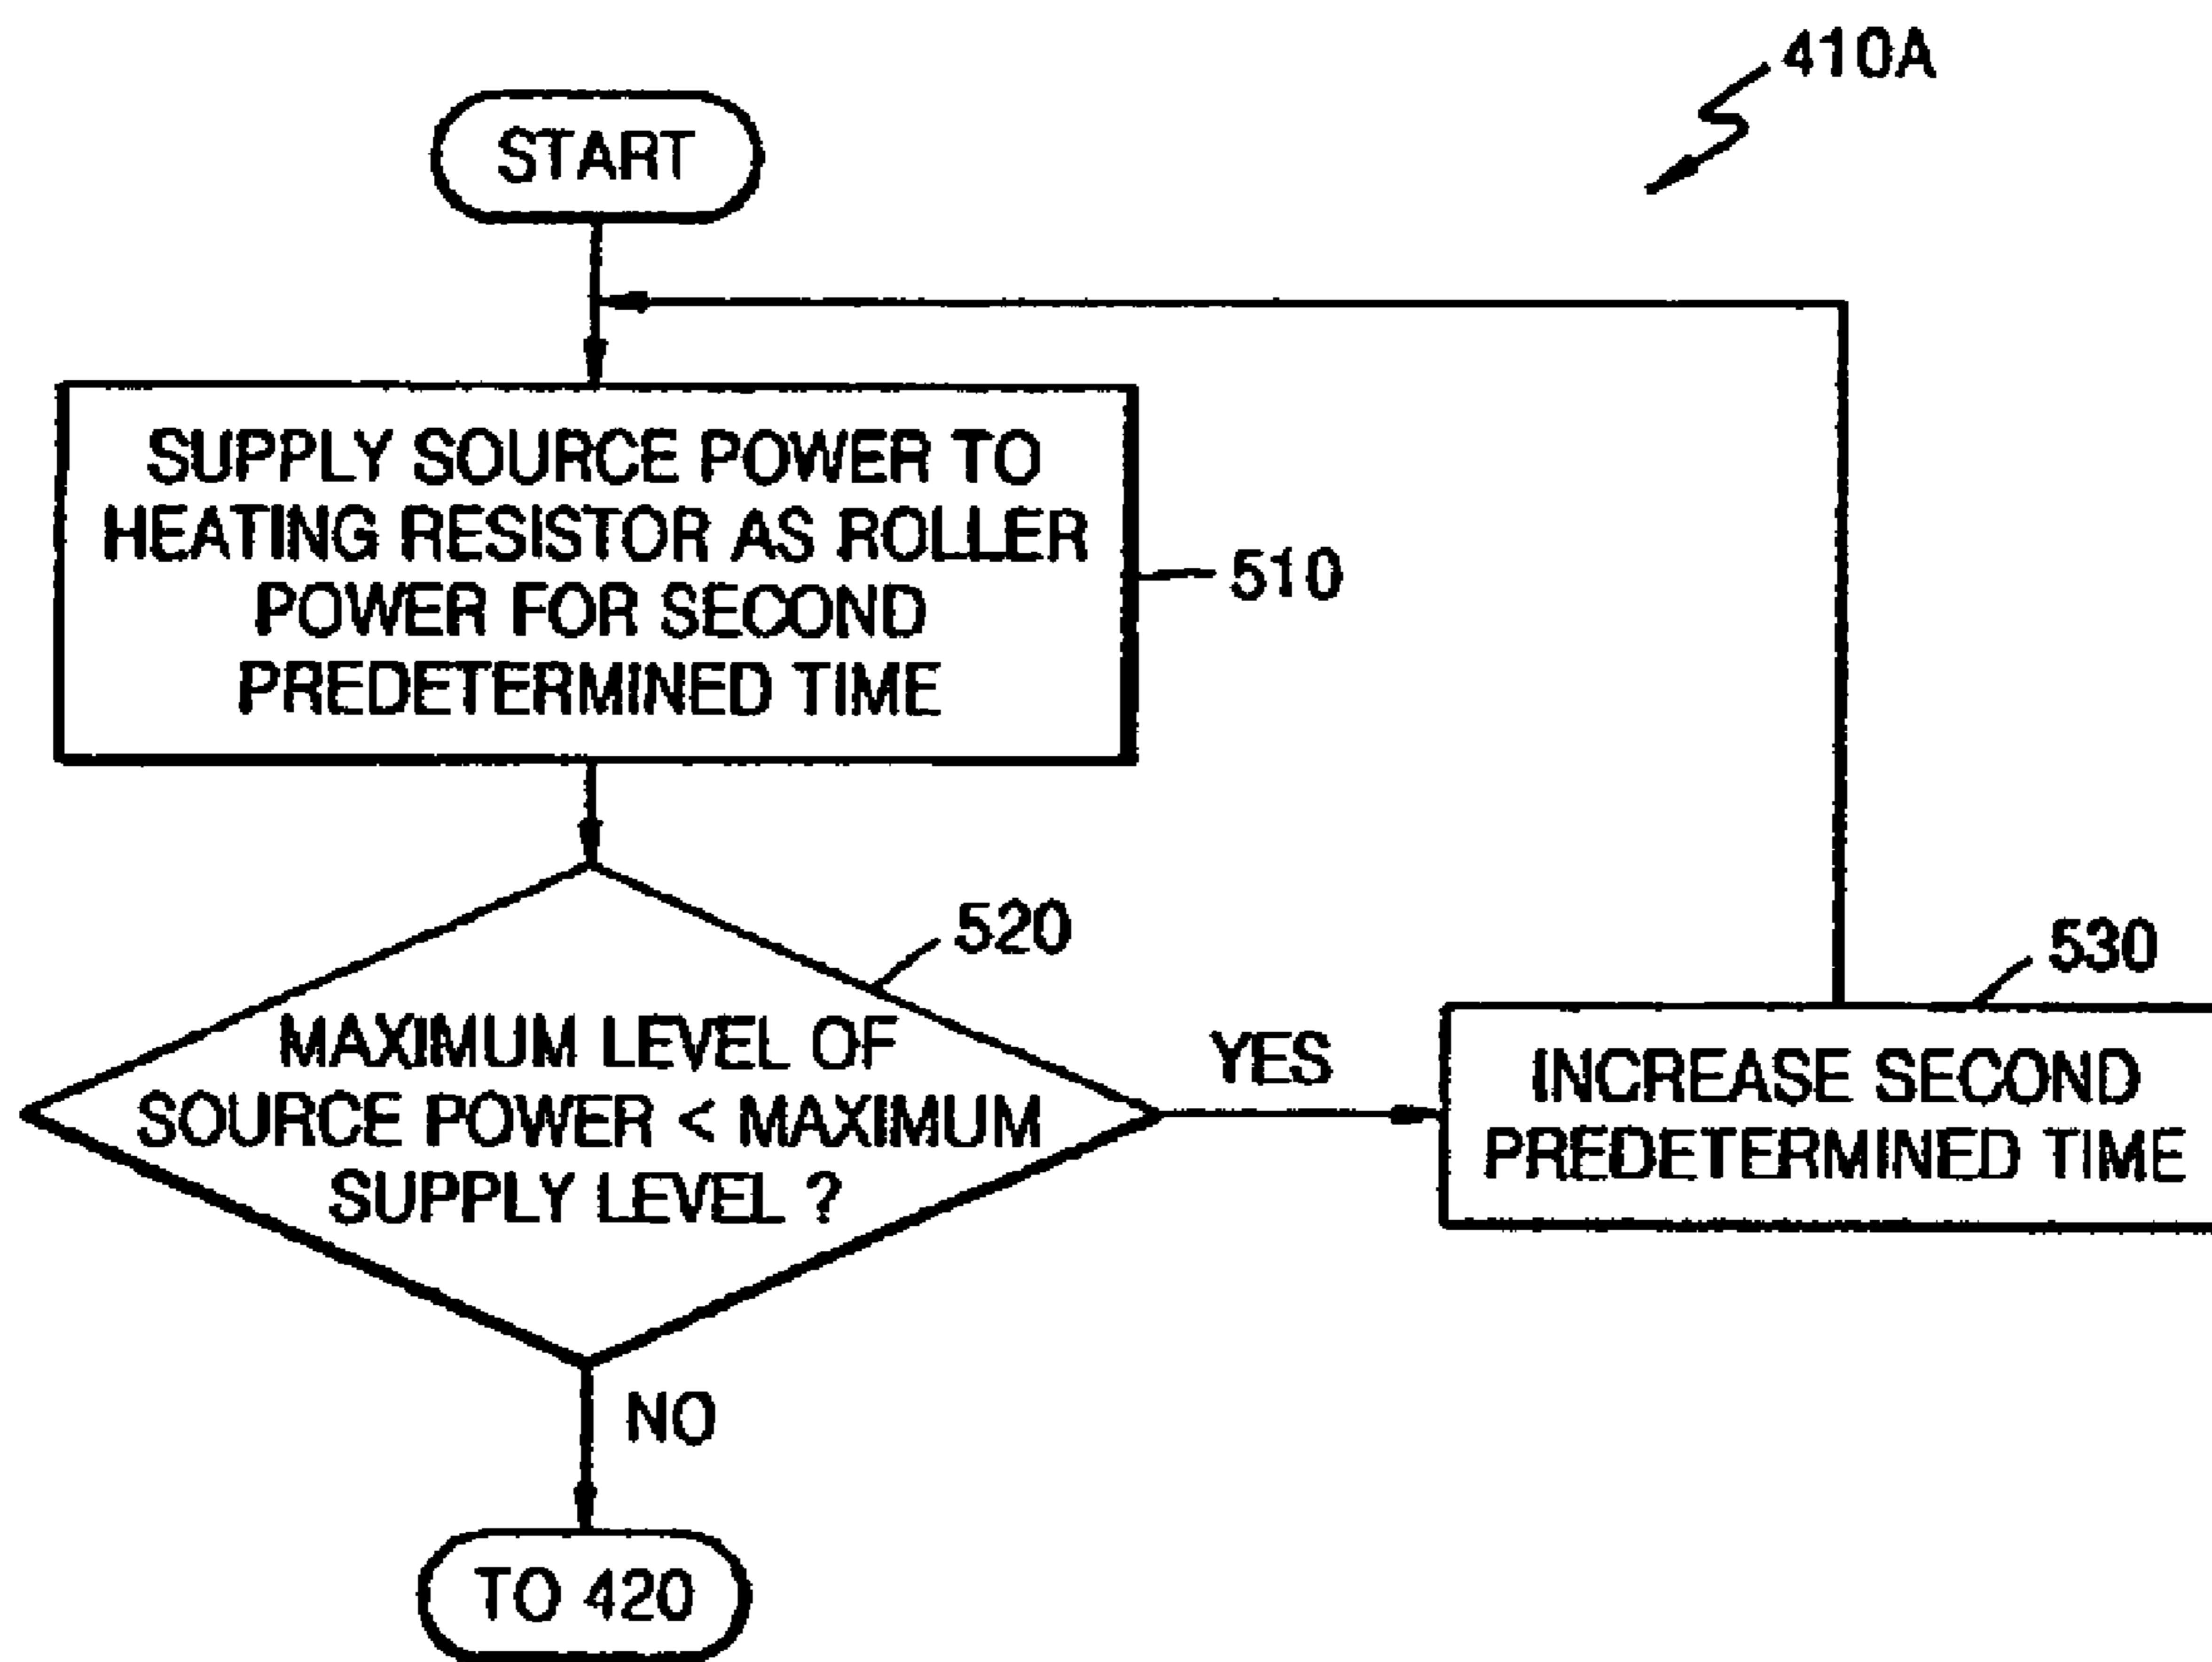 410A
START
SUPPLY SOURCE POWER TO
HEATING RESISTOR AS ROLLER
POWER FOR SECOND
PREDETERMINED TIME
510
520
MAXIMUM LEVEL OF
SOURCE POWER < MAXIMUM
SUPPLY LEVEL ?
YES
530
INCREASE SECOND
PREDETERMINED TIME
NO
TO 420